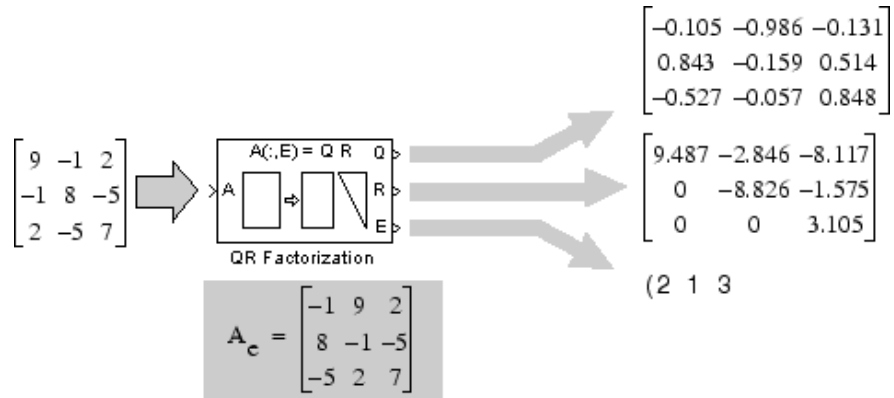 9 −1 2
−1 8 −5
2 −5 7
A(:,E) = Q R
A
Q
R
E
QR Factorization
A_e =
−1 9 2
8 −1 −5
−5 2 7
−0.105 −0.986 −0.131
0.843 −0.159 0.514
−0.527 −0.057 0.848
9.487 −2.846 −8.117
0 −8.826 −1.575
0 0 3.105
(2 1 3